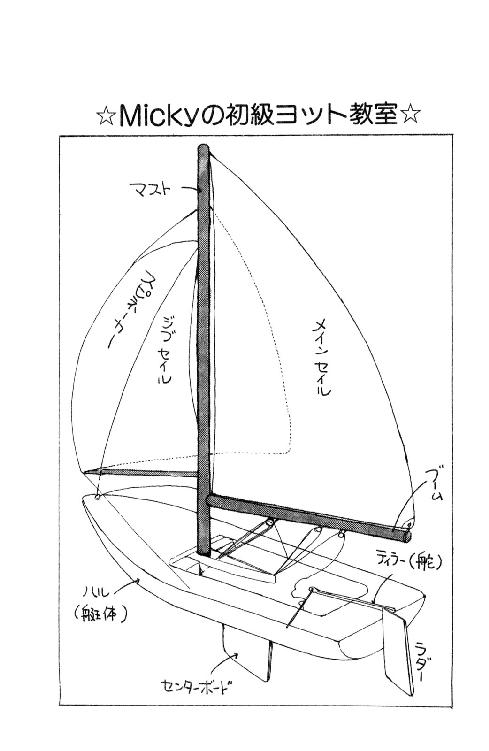 ☆Mickyの初級ヨット教室☆
マスト
スピネーカー
ジブセイル
メインセイル
ブーム
ティラー(舵)
ハル
(艇体)
ラダー
センターボード